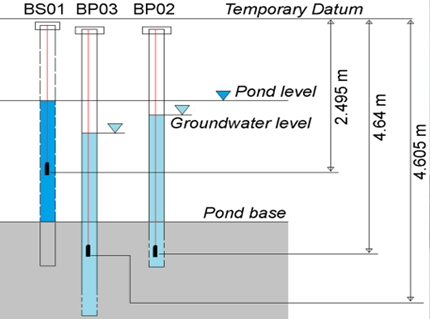 BS01 BP03 BP02 Temporary Datum
Pond level
Groundwater level
Pond base
2.495 m
4.64 m
4.605 m